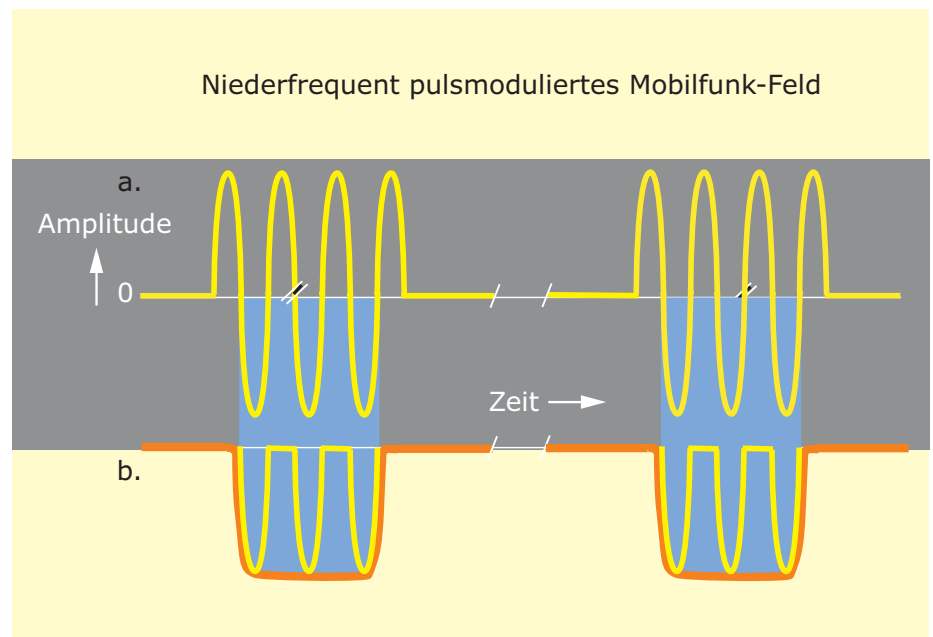 Niederfrequent pulsmoduliertes Mobilfunk-Feld
a.
Amplitude
0
Zeit
b.